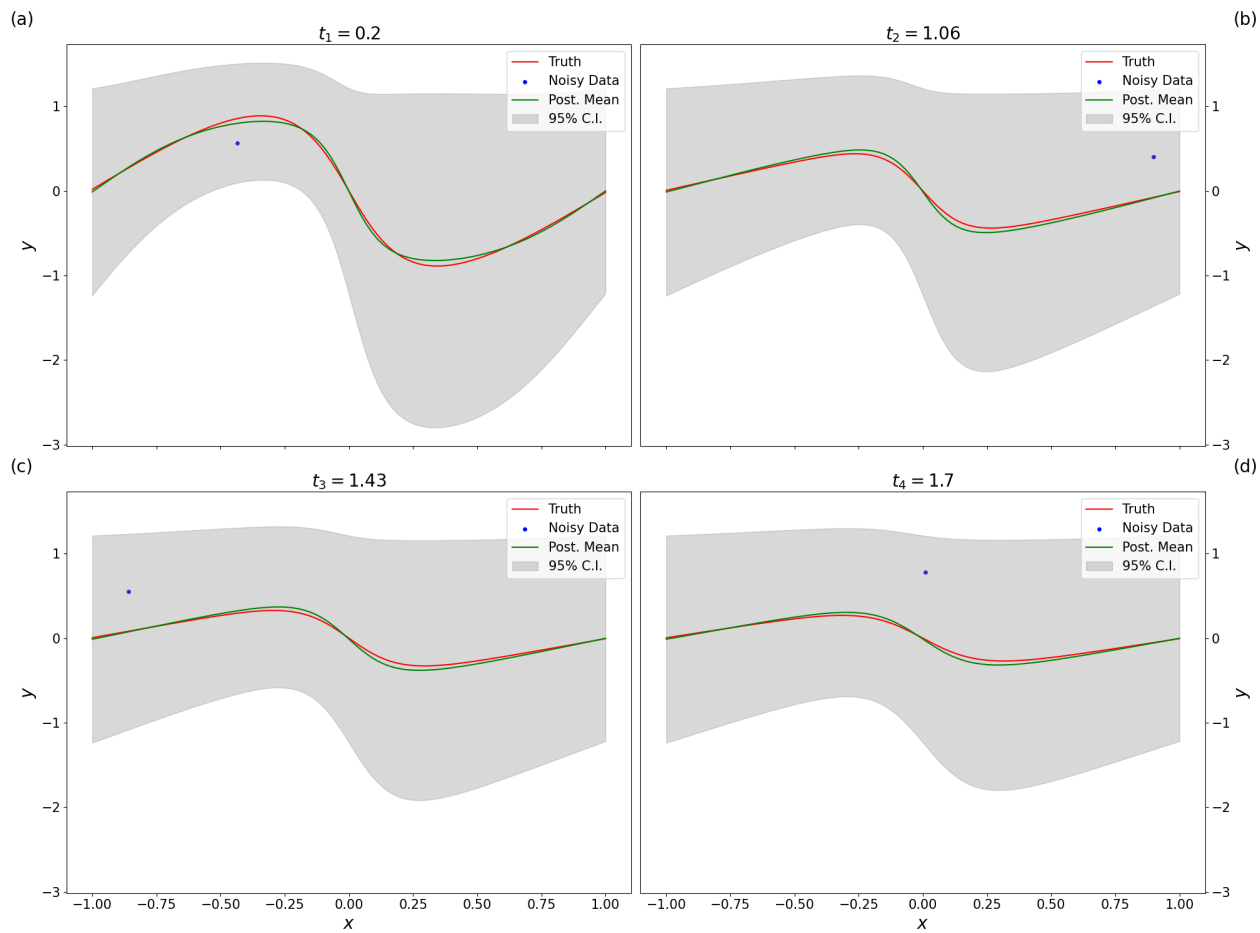 (a)
(b)
t₁ = 0.2
t₂ = 1.06
Truth
Noisy Data
Post. Mean
95% C.I.
Truth
Noisy Data
Post. Mean
95% C.I.
1
0
−1
−2
−3
y
1
0
−1
−2
−3
y
(c)
(d)
t₃ = 1.43
t₄ = 1.7
Truth
Noisy Data
Post. Mean
95% C.I.
Truth
Noisy Data
Post. Mean
95% C.I.
1
0
−1
−2
−3
y
1
0
−1
−2
−3
y
−1.00 −0.75 −0.50 −0.25 0.00 0.25 0.50 0.75 1.00
x
−1.00 −0.75 −0.50 −0.25 0.00 0.25 0.50 0.75 1.00
x